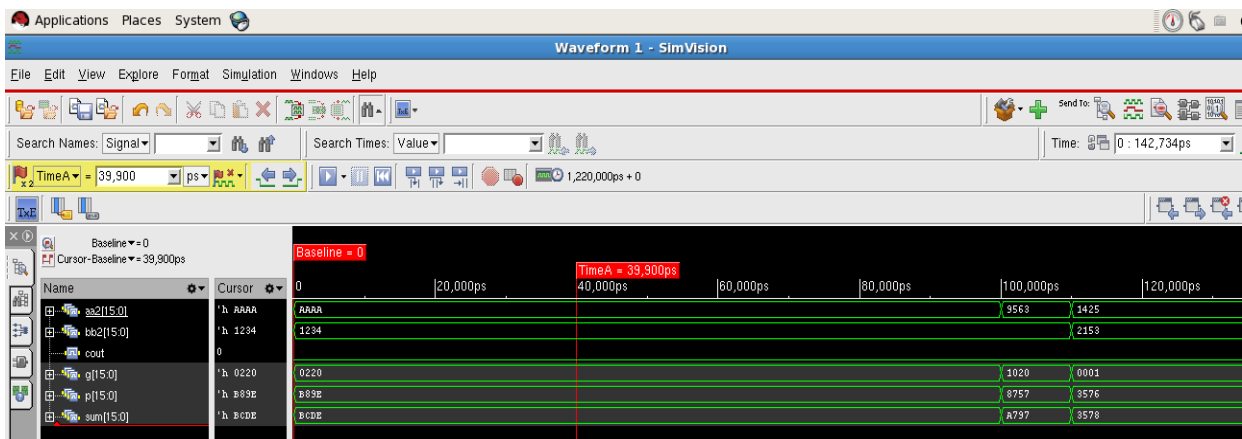 Applications Places System
Waveform 1 - SimVision
File Edit View Explore Format Simulation Windows Help
Send To:
Search Names: Signal Search Times: Value Time: 0 : 142,734ps
x2 TimeA = 39,900 ps 1,220,000ps + 0
TxE
Baseline = 0
Cursor-Baseline = 39,900ps
Baseline = 0
TimeA = 39,900ps
Name Cursor 0 20,000ps 40,000ps 60,000ps 80,000ps 100,000ps 120,000ps
aa2[15:0] 'h AAAA AAAA 9563 1425
bb2[15:0] 'h 1234 1234 2153
cout 0
g[15:0] 'h 0220 0220 1020 0001
p[15:0] 'h B89E B89E 8757 3576
sum[15:0] 'h BCDE BCDE A797 3578